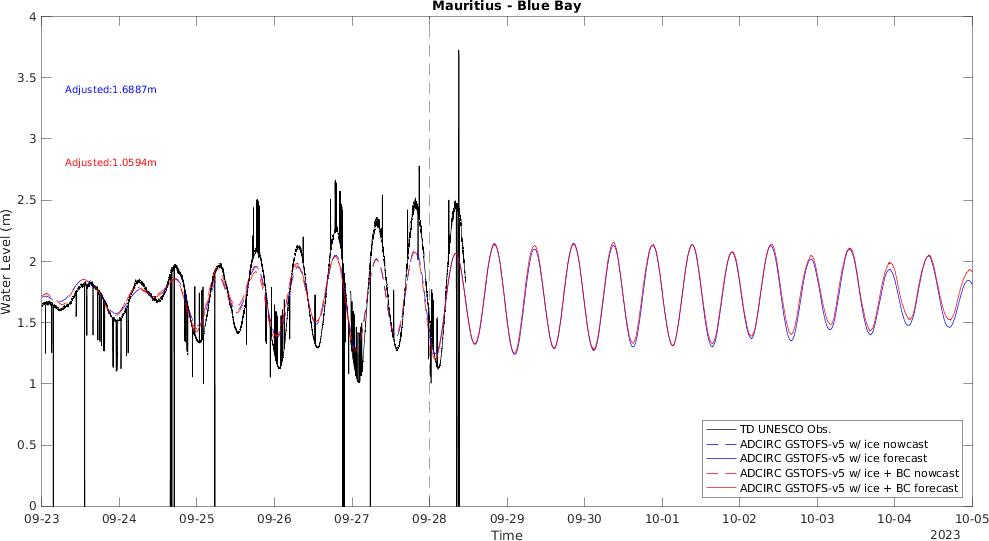 Mauritius - Blue Bay
Water Level (m)
4
3.5
3
2.5
2
1.5
1
0.5
0
Adjusted:1.6887m
Adjusted:1.0594m
TD UNESCO Obs.
ADCIRC GSTOFS-v5 w/ ice nowcast
ADCIRC GSTOFS-v5 w/ ice forecast
ADCIRC GSTOFS-v5 w/ ice + BC nowcast
ADCIRC GSTOFS-v5 w/ ice + BC forecast
09-23 09-24 09-25 09-26 09-27 09-28 09-29 09-30 10-01 10-02 10-03 10-04 10-05
Time
2023